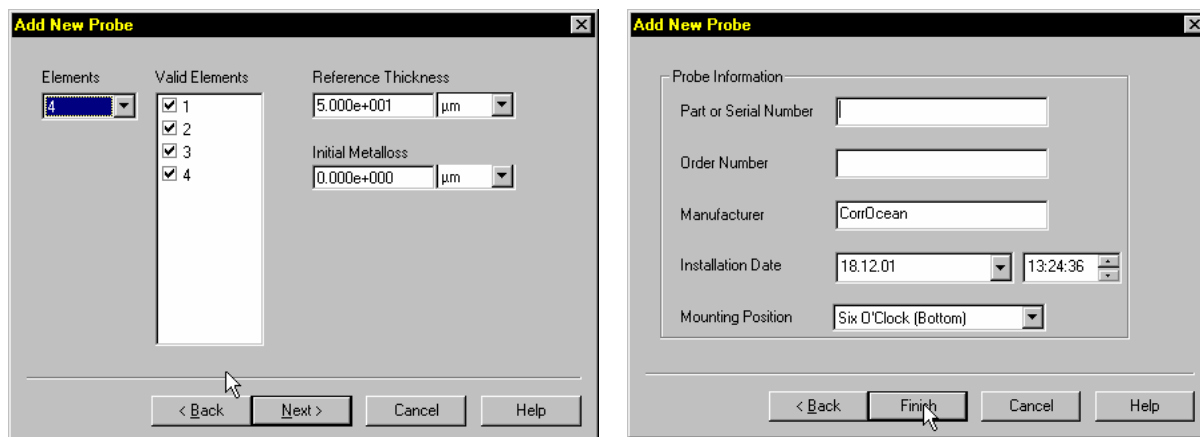 Add New Probe
Elements
Valid Elements
Reference Thickness
4
1
5.000e+001
µm
2
3
Initial Metalloss
4
0.000e+000
µm
< Back
Next >
Cancel
Help
Add New Probe
Probe Information
Part or Serial Number
Order Number
Manufacturer
CorrOcean
Installation Date
18.12.01
13:24:36
Mounting Position
Six O'Clock (Bottom)
< Back
Finish
Cancel
Help